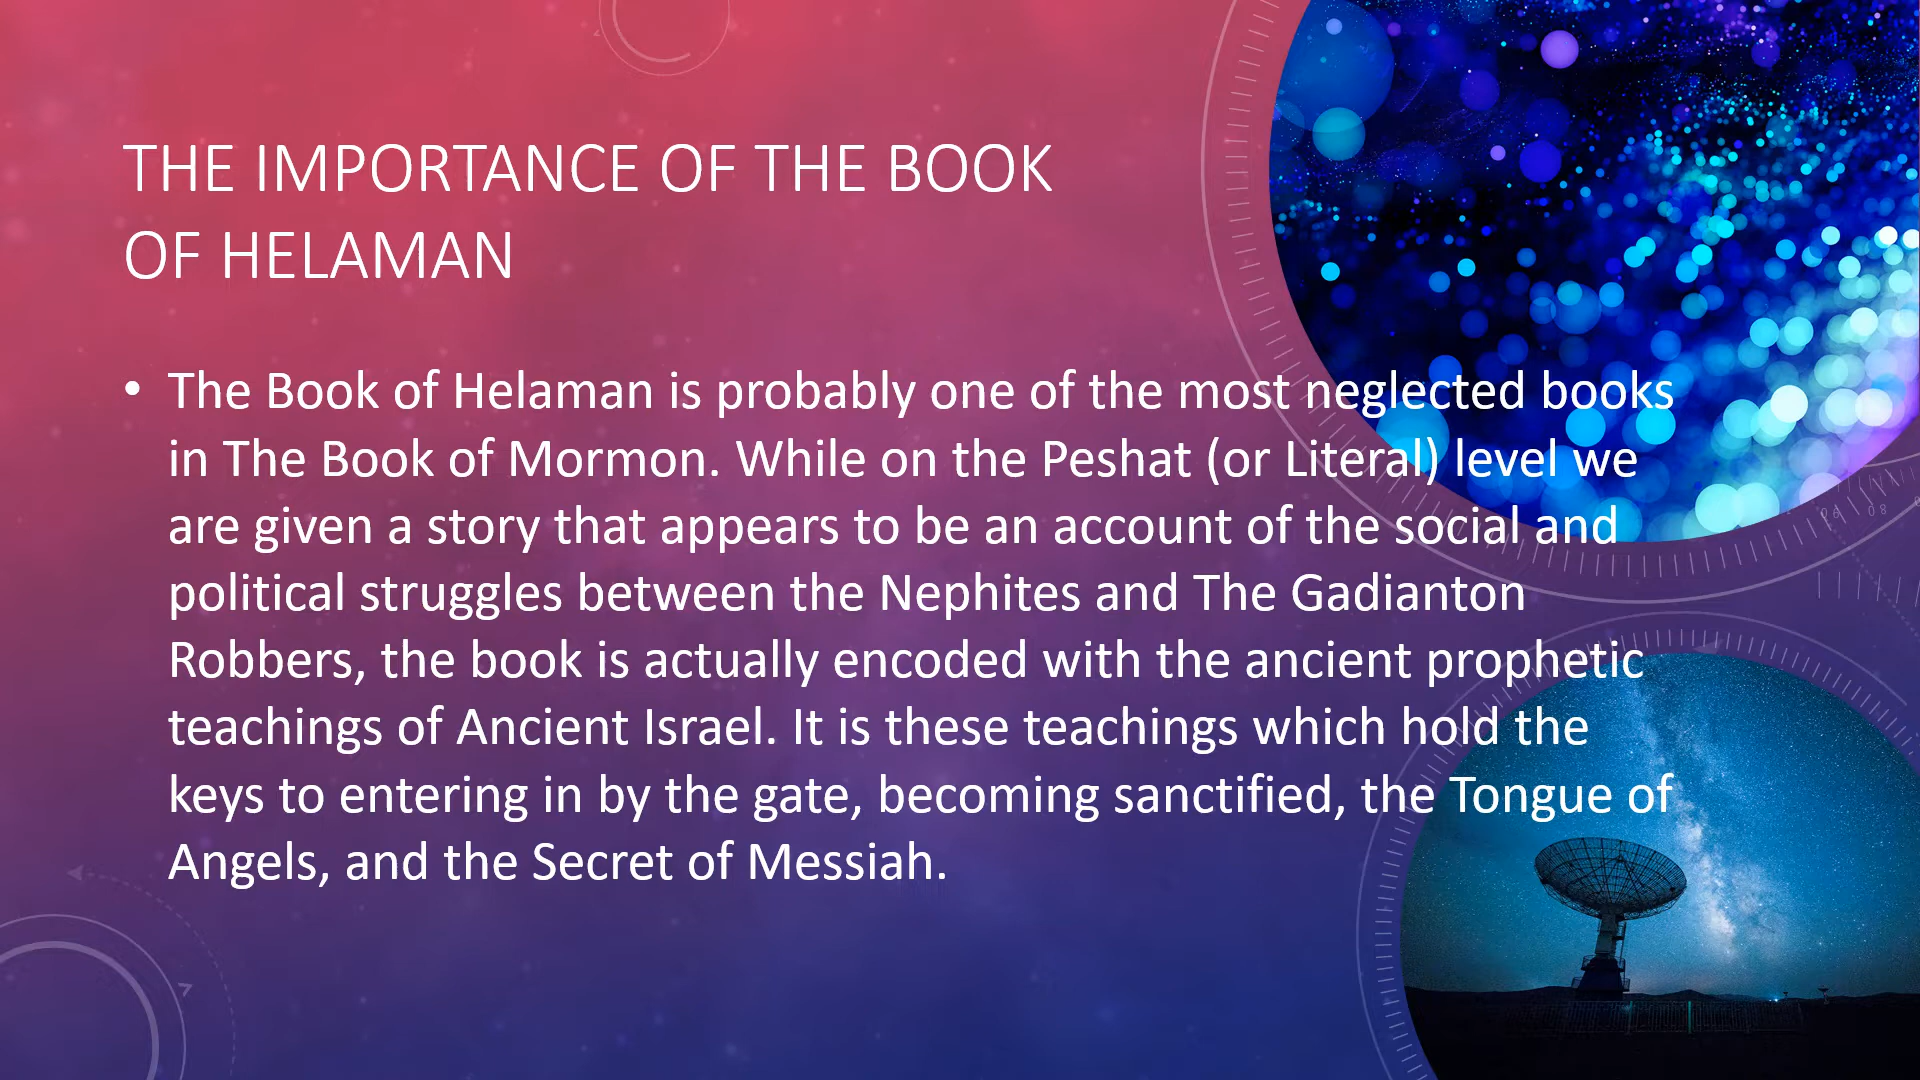 THE IMPORTANCE OF THE BOOK
OF HELAMAN
• The Book of Helaman is probably one of the most neglected books
in The Book of Mormon. While on the Peshat (or Literal) level we
are given a story that appears to be an account of the social and
political struggles between the Nephites and The Gadianton
Robbers, the book is actually encoded with the ancient prophetic
teachings of Ancient Israel. It is these teachings which hold the
keys to entering in by the gate, becoming sanctified, the Tongue of
Angels, and the Secret of Messiah.